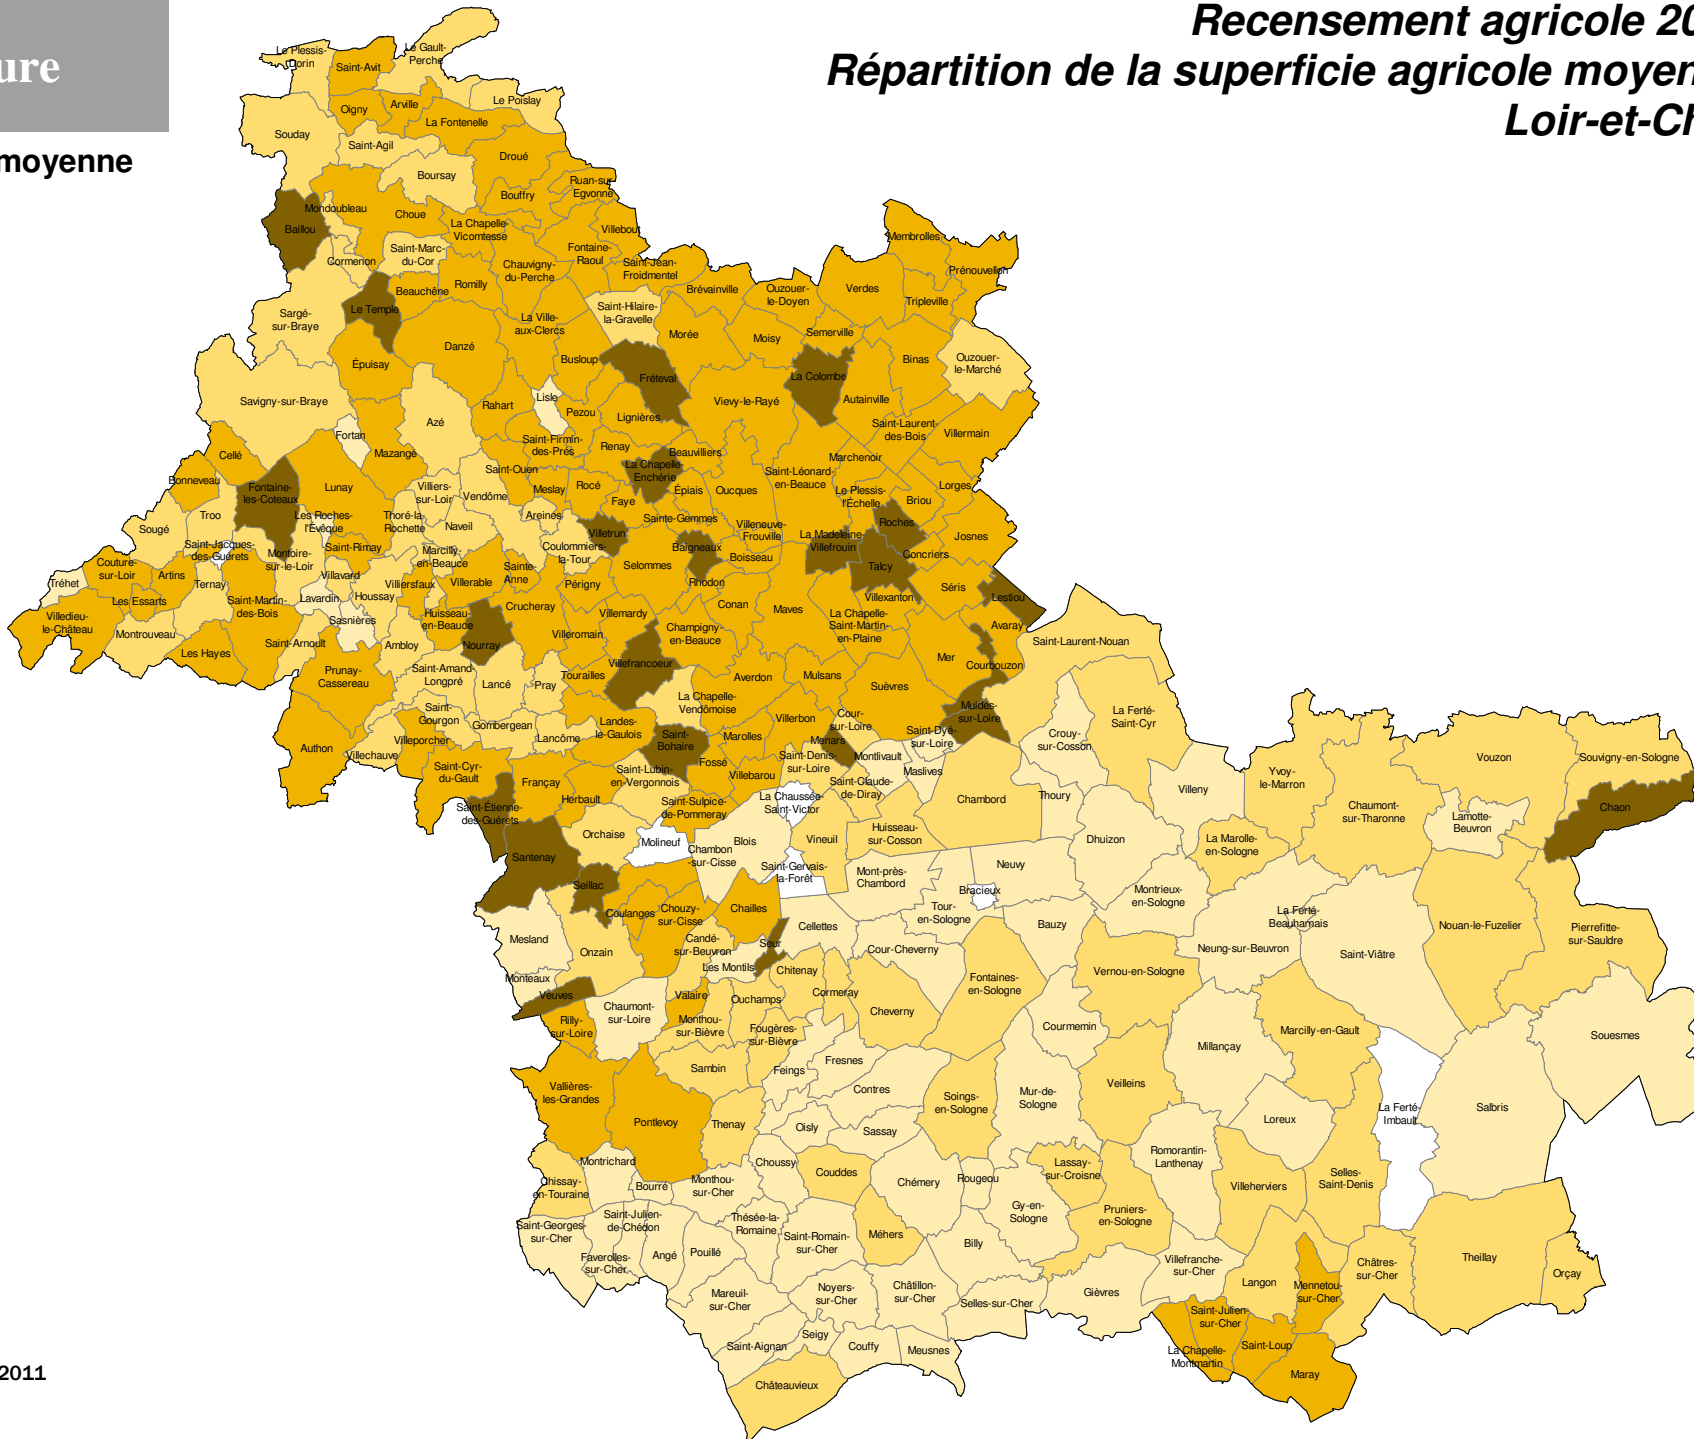 Recensement agricole 20
Répartition de la superficie agricole moyen
Loir-et-Ch
ure
moyenne
Le Plessis-
Dorin
Saint-Avit
Le Gault-
Perche
Oigny
Arville
Le Poislay
La Fontenelle
Souday
Saint-Agil
Droué
Boursay
Bouffry
Ruan-sur-
Egvonne
Mondoubleau
Choue
Baillou
La Chapelle-
Vicomtesse
Villebout
Fontaine-
Raoul
Cormenon
Saint-Marc-
du-Cor
Chauvigny-
du-Perche
Saint-Jean-
Froidmentel
Membrolles
Prénouvellon
Beauchêne
Romilly
Brévainville
Ouzouer-
le-Doyen
Verdes
Tripleville
Le Temple
Sargé-
sur-Braye
Saint-Hilaire-
la-Gravelle
La Ville-
aux-Clercs
Morée
Moisy
Semerville
Danzé
Busloup
Binas
Ouzouer-
le-Marché
Épuisay
Fréteval
La Colombe
Savigny-sur-Braye
Lisle
Rahart
Pezou
Lignières
Vievy-le-Rayé
Autainville
Azé
Fortan
Saint-Laurent-
des-Bois
Villermain
Cellé
Mazangé
Saint-Firmin-
des-Prés
Renay
Beauvilliers
Marchenoir
Bonneveau
Fontaine-
les-Coteaux
Lunay
Saint-Ouen
La Chapelle-
Enchérie
Saint-Léonard-
en-Beauce
Villiers-
sur-Loir
Vendôme
Meslay
Rocé
Faye
Épiais
Oucques
Le Plessis-
l'Échelle
Briou
Lorges
Troo
Sougé
Les Roches-
l'Évêque
Thoré-la-
Rochette
Naveil
Areines
Sainte-Gemmes
Villeneuve-
Frouville
Roches
Josnes
Saint-Jacques-
des-Guérets
Montoire-
sur-le-Loir
Saint-Rimay
Marcilly-
en-Beauce
Coulommiers-
la-Tour
Villetrun
Baigneaux
Boisseau
La Madeleine-
Villefrouin
Concriers
Talcy
Couture-
sur-Loir
Tréhet
Artins
Ternay
Villavard
Villiersfaux
Villerable
Sainte-
Anne
Périgny
Selommes
Rhodon
Séris
Lestiou
Les Essarts
Lavardin
Houssay
Villexanton
Saint-Martin-
des-Bois
Huisseau-
en-Beauce
Crucheray
Villemardy
Conan
Maves
La Chapelle-
Saint-Martin-
en-Plaine
Avaray
Villedieu-
le-Château
Montrouveau
Sasnières
Nourray
Villeromain
Champigny-
en-Beauce
Saint-Laurent-Nouan
Les Hayes
Saint-Arnoult
Ambloy
Villefrancoeur
Mer
Courbouzon
Prunay-
Cassereau
Saint-Amand-
Longpré
Lancé
Pray
Tourailles
Averdon
Mulsans
Suèvres
La Chapelle-
Vendômoise
Saint-
Gourgon
Gombergean
Lancôme
Landes-
le-Gaulois
Villerbon
Cour-
sur-Loire
Muides-
sur-Loire
La Ferté-
Saint-Cyr
Authon
Villechauve
Villeporcher
Saint-
Bohaire
Marolles
Menars
Saint-Dyé-
sur-Loire
Crouy-
sur-Cosson
Saint-Cyr-
du-Gault
Françay
Saint-Lubin-
en-Vergonnois
Fossé
Villebarou
Saint-Denis-
sur-Loire
Montlivault
Maslives
Vouzon
Souvigny-en-Sologne
Saint-Étienne-
des-Guérets
Herbault
Saint-Sulpice-
de-Pommeray
La Chaussée-
Saint-Victor
Saint-Claude-
de-Diray
Chambord
Thoury
Villeny
Yvoy-
le-Marron
Chaumont-
sur-Tharonne
Chaon
Lamotte-
Beuvron
Orchaise
Molineuf
Chambon
-sur-Cisse
Blois
Vineuil
Huisseau-
sur-Cosson
Dhuizon
La Marolle-
en-Sologne
Santenay
Seillac
Saint-Gervais-
la-Forêt
Mont-près-
Chambord
Neuvy
Bracieux
Montrieux-
en-Sologne
Coulanges
Chouzy-
sur-Cisse
Chailles
Tour-
en-Sologne
La Ferté-
Beauharnais
Nouan-le-Fuzelier
Pierrefitte-
sur-Sauldre
Mesland
Onzain
Candé-
sur-Beuvron
Seur
Cellettes
Cour-Cheverny
Bauzy
Neung-sur-Beuvron
Saint-Viâtre
Monteaux
Les Montils
Chitenay
Fontaines-
en-Sologne
Vernou-en-Sologne
Veuves
Chaumont-
sur-Loire
Valaire
Ouchamps
Cormeray
Cheverny
Rilly-
sur-Loire
Monthou-
sur-Bièvre
Fougères-
sur-Bièvre
Courmemin
Millançay
Marcilly-en-Gault
Souesmes
Sambin
Feings
Fresnes
Vallières-
les-Grandes
Contres
Soings-
en-Sologne
Mur-de-
Sologne
Veilleins
Loreux
La Ferté-
Imbault
Salbris
Pontlevoy
Thenay
Oisly
Sassay
Montrichard
Choussy
Couddes
Chémery
Rougeou
Lassay-
sur-Croisne
Romorantin-
Lanthenay
Villeherviers
Selles-
Saint-Denis
Chissay-
en-Touraine
Bourré
Monthou-
sur-Cher
Gy-en-
Sologne
Pruniers-
en-Sologne
Saint-Georges-
sur-Cher
Saint-Julien-
de-Chédon
Thésée-la-
Romaine
Saint-Romain-
sur-Cher
Méhers
Billy
Faverolles-
sur-Cher
Angé
Pouillé
Villefranche-
sur-Cher
Langon
Châtres-
sur-Cher
Theillay
Orçay
Mareuil-
sur-Cher
Noyers-
sur-Cher
Châtillon-
sur-Cher
Selles-sur-Cher
Gièvres
Mennetou-
sur-Cher
Saint-Aignan
Seigy
Couffy
Meusnes
Saint-Julien-
sur-Cher
La Chapelle-
Montmartin
Saint-Loup
Maray
Châteauvieux
2011